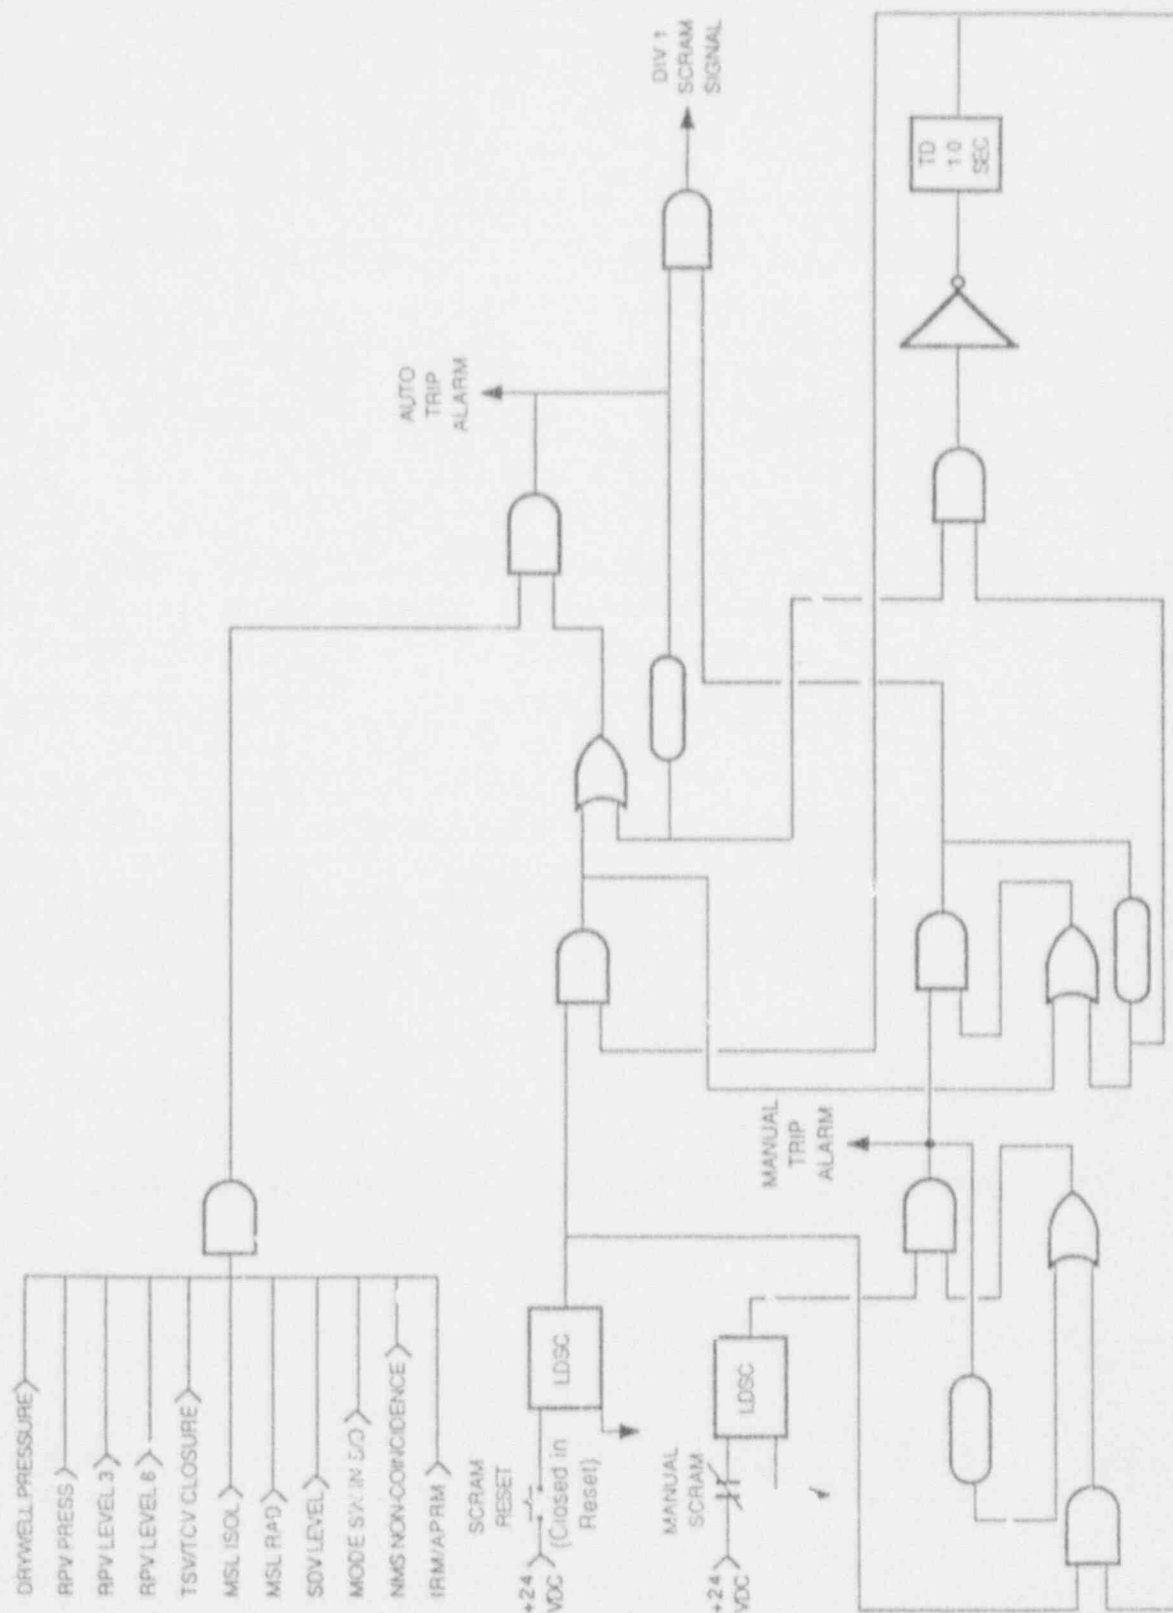 DRYWELL PRESSURE
RPV PRESS
RPV LEVEL 3
RPV LEVEL 8
TSV/TCV CLOSURE
MSL ISOL
MSL RAD
SDV LEVEL
MODE
NMS NON-COINCIDENCE
IRM/APRM
SCRAM
RESET
+24
VDC
(Closed in
Reset)
LDSC
MANUAL
SCRAM
+24
VDC
LDSC
MANUAL
TRIP
ALARM
AUTO
TRIP
ALARM
DIV 1
SCRAM
SIGNAL
TD
10
SEC